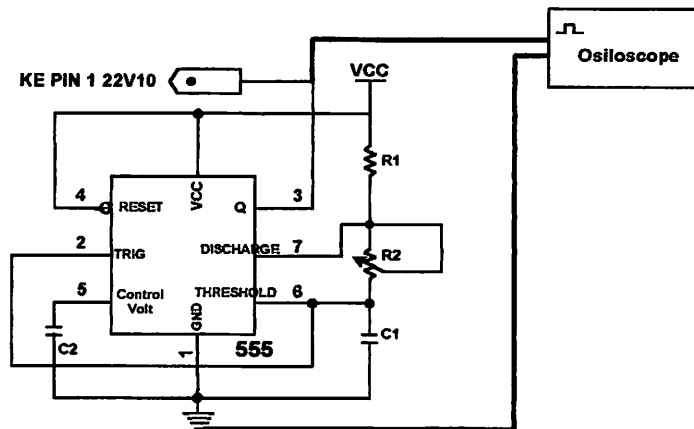 Osiloscope
KE PIN 1 22V10
VCC
R1
4
RESET
VCC
Q
3
2
TRIG
DISCHARGE
7
R2
5
Control
Volt
THRESHOLD
6
GND
C2
1
555
C1